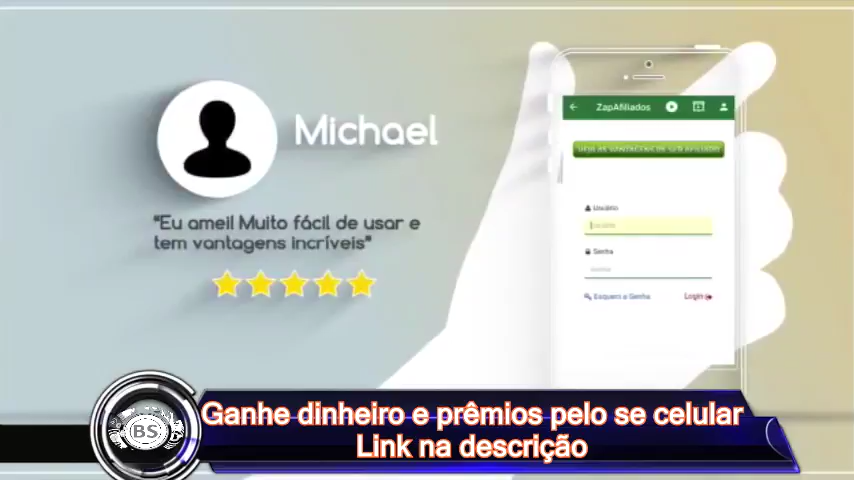 Michael
"Eu amei! Muito fácil de usar e
tem vantagens incríveis"
ZapAfiliados
Usuário
Senha
Esqueci a Senha
Login
BS
Ganhe dinheiro e prêmios pelo se celular
Link na descrição